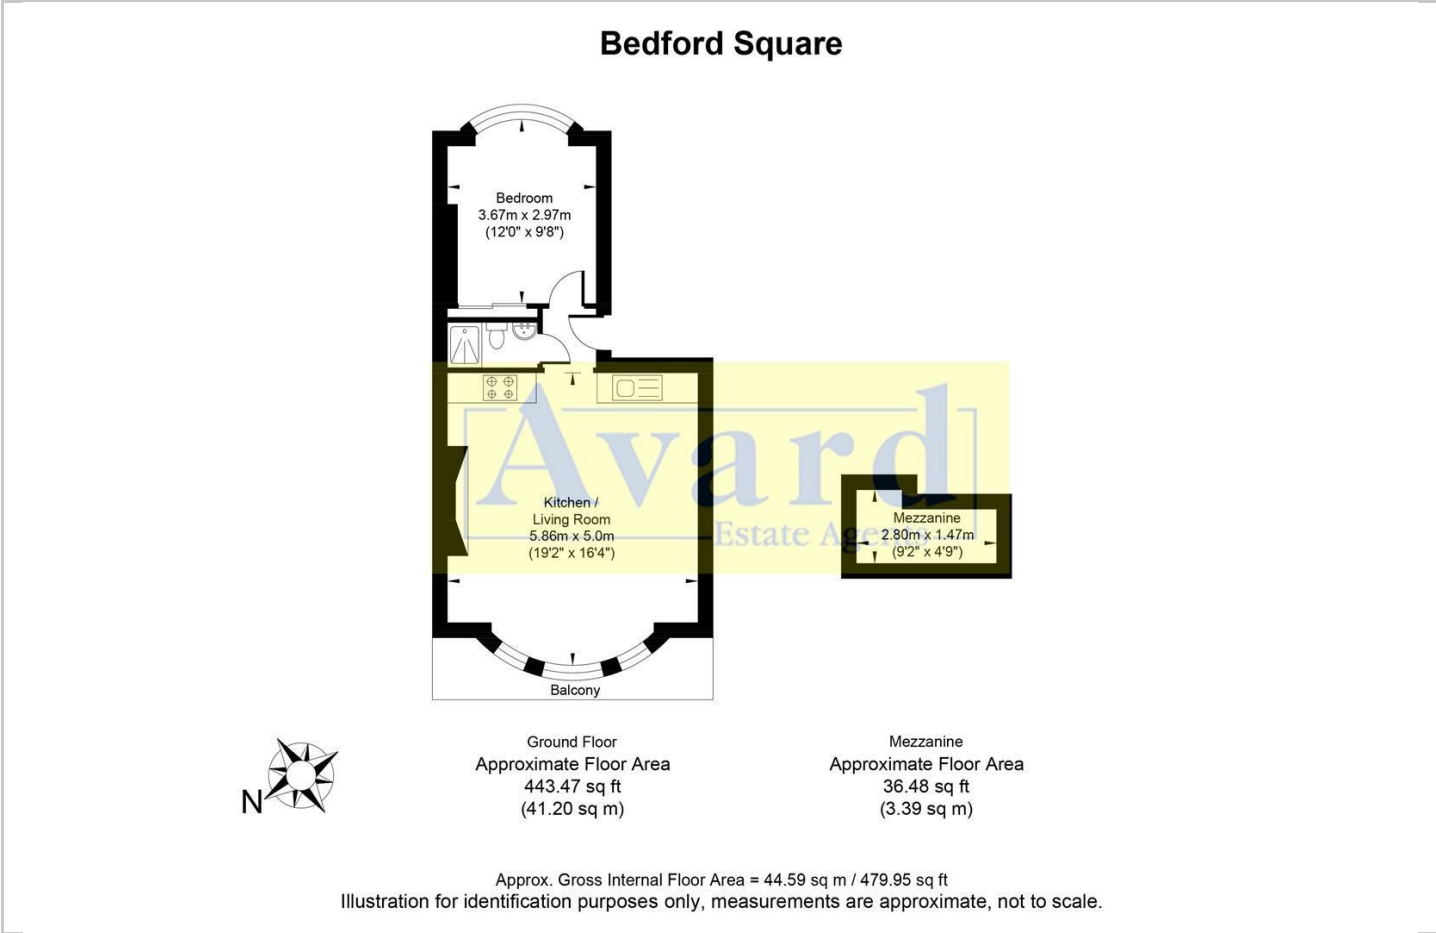 Bedford Square
Bedroom
3.67m x 2.97m
(12'0" x 9'8")
Avard
Estate Agents
Kitchen /
Living Room
5.86m x 5.0m
(19'2" x 16'4")
Mezzanine
2.80m x 1.47m
(9'2" x 4'9")
Balcony
Ground Floor
Approximate Floor Area
443.47 sq ft
(41.20 sq m)
Mezzanine
Approximate Floor Area
36.48 sq ft
(3.39 sq m)
N
Approx. Gross Internal Floor Area = 44.59 sq m / 479.95 sq ft
Illustration for identification purposes only, measurements are approximate, not to scale.